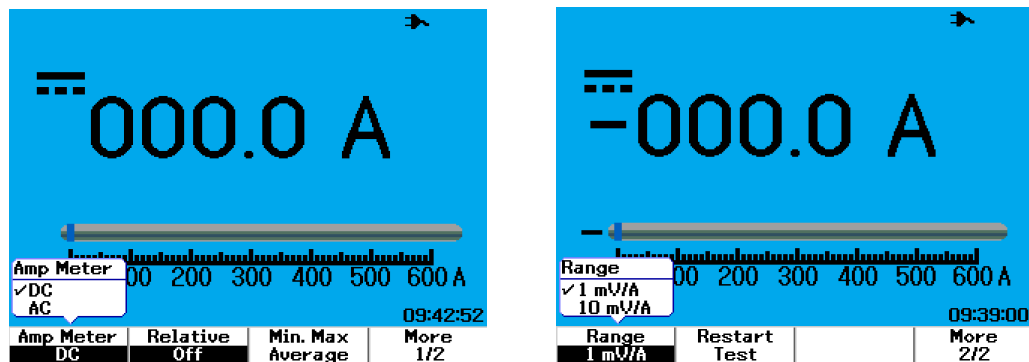 000.0 A
00 200 300 400 500 600 A
Amp Meter
✓DC
AC
09:42:52
Amp Meter Relative Min. Max More
DC Off Average 1/2
-000.0 A
00 200 300 400 500 600 A
Range
✓1 mV/A
10 mV/A
09:39:00
Range Restart More
1 mV/A Test 2/2